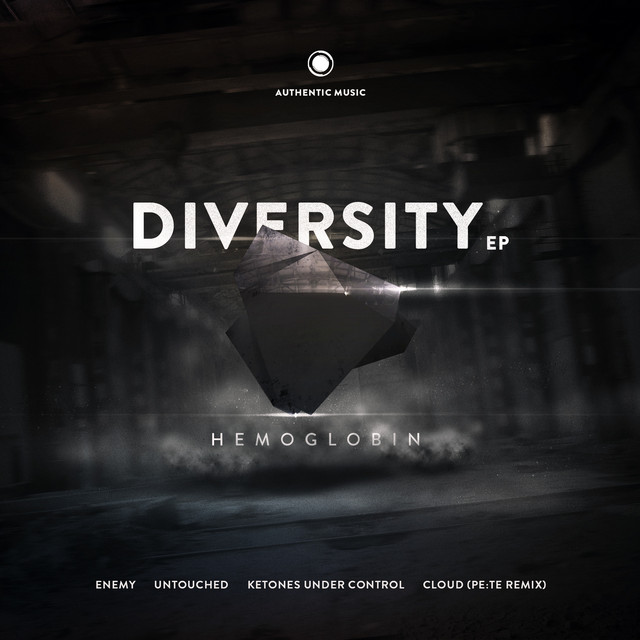 AUTHENTIC MUSIC
DIVERSITY EP
HEMOGLOBIN
ENEMY UNTOUCHED KETONES UNDER CONTROL CLOUD (PE:TE REMIX)